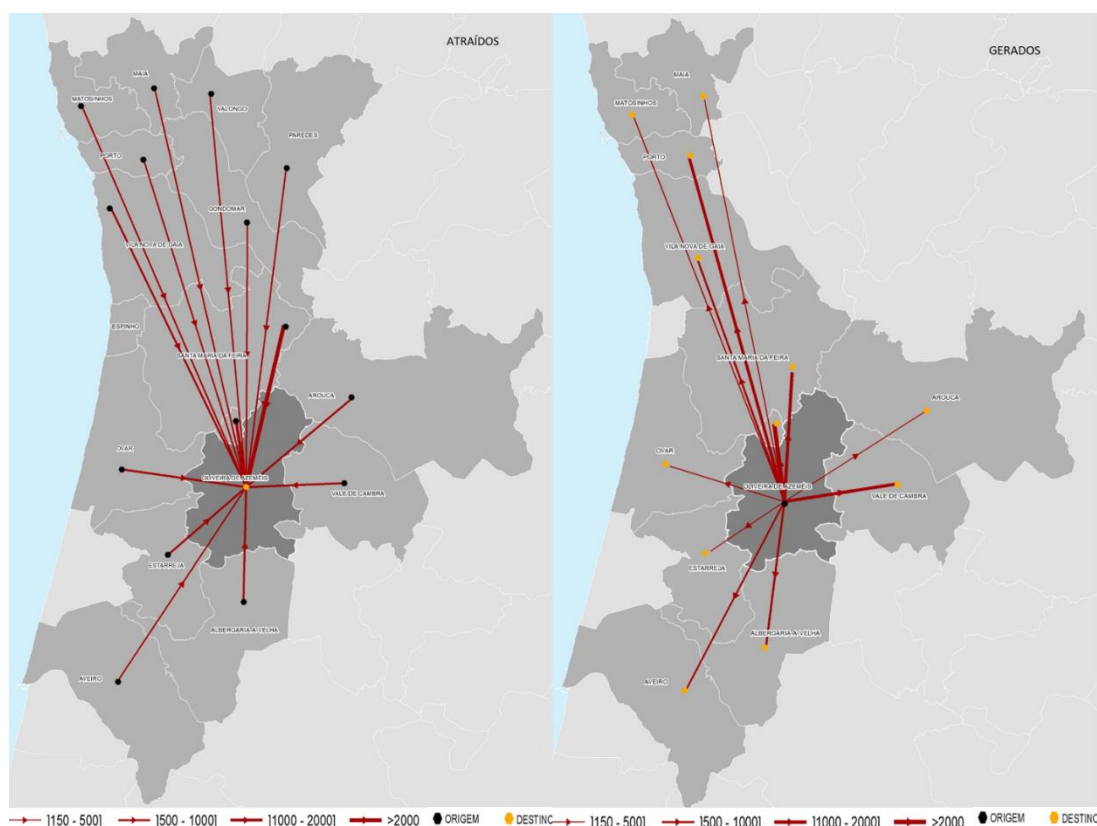 ATRAÍDOS
MAIA
MATOSINHOS
VALONGO
PAREDES
PORTO
GONDOMAR
VILA NOVA DE GAIA
ESPINHO
SANTA MARIA DA FEIRA
AROUCA
OVAR
OLIVEIRA DE AZEMÉIS
VALE DE CAMBRA
ESTARREJA
ALBERGARIA-A-VELHA
AVEIRO
]150 - 500] ]500 - 1000] ]1000 - 2000] >2000 ORIGEM DESTINO
GERADOS
MAIA
MATOSINHOS
PORTO
VILA NOVA DE GAIA
SANTA MARIA DA FEIRA
AROUCA
OVAR
OLIVEIRA DE AZEMÉIS
VALE DE CAMBRA
ESTARREJA
ALBERGARIA-A-VELHA
AVEIRO
]150 - 500] ]500 - 1000] ]1000 - 2000] >2000 ORIGEM DESTINO